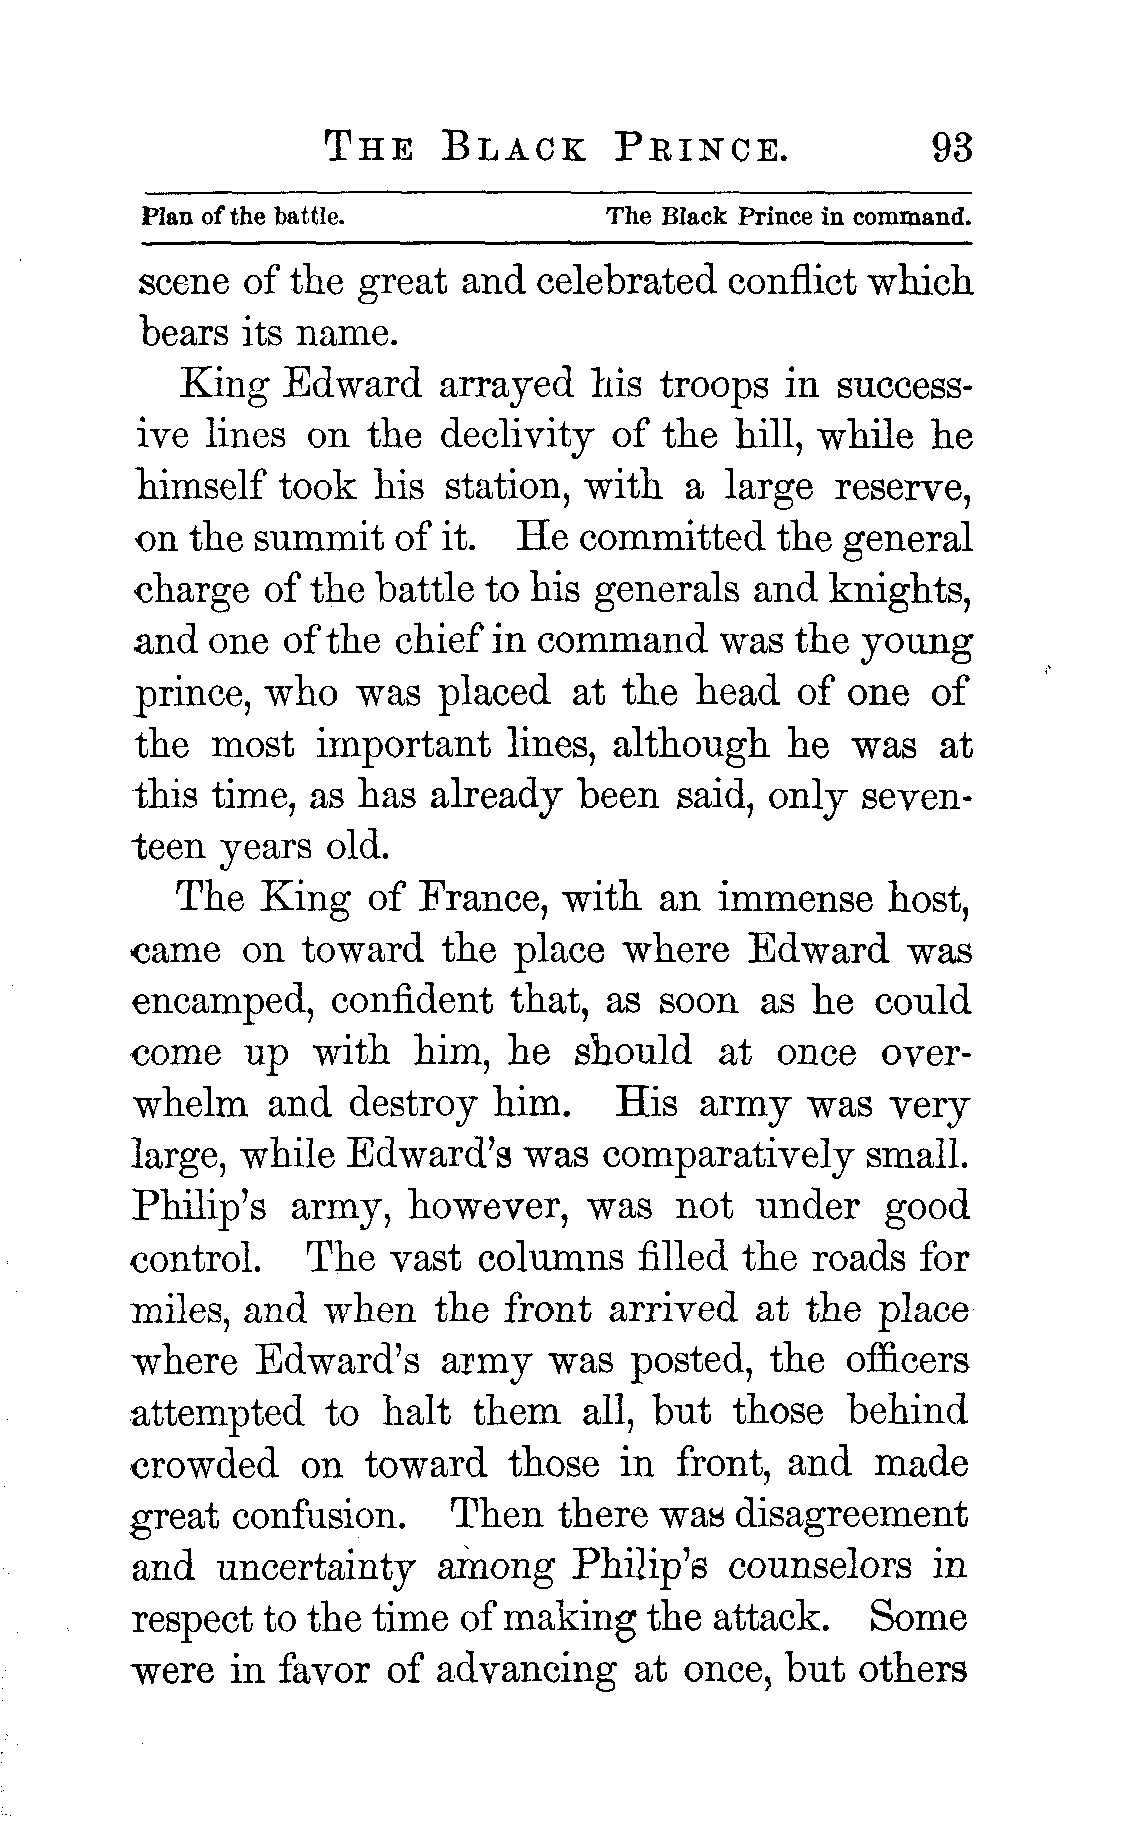 THE BLACK PRINCE. 93
Plan of the battle. The Black Prince in command.
scene of the great and celebrated conflict which
bears its name.
King Edward arrayed his troops in success-
ive lines on the declivity of the hill, while he
himself took his station, with a large reserve,
on the summit of it. He committed the general
charge of the battle to his generals and knights,
and one of the chief in command was the young
prince, who was placed at the head of one of
the most important lines, although he was at
this time, as has already been said, only seven-
teen years old.
The King of France, with an immense host,
came on toward the place where Edward was
encamped, confident that, as soon as he could
come up with him, he should at once over-
whelm and destroy him. His army was very
large, while Edward's was comparatively small.
Philip's army, however, was not under good
control. The vast columns filled the roads for
miles, and when the front arrived at the place
where Edward's army was posted, the officers
attempted to halt them all, but those behind
crowded on toward those in front, and made
great confusion. Then there was disagreement
and uncertainty among Philip's counselors in
respect to the time of making the attack. Some
were in favor of advancing at once, but others